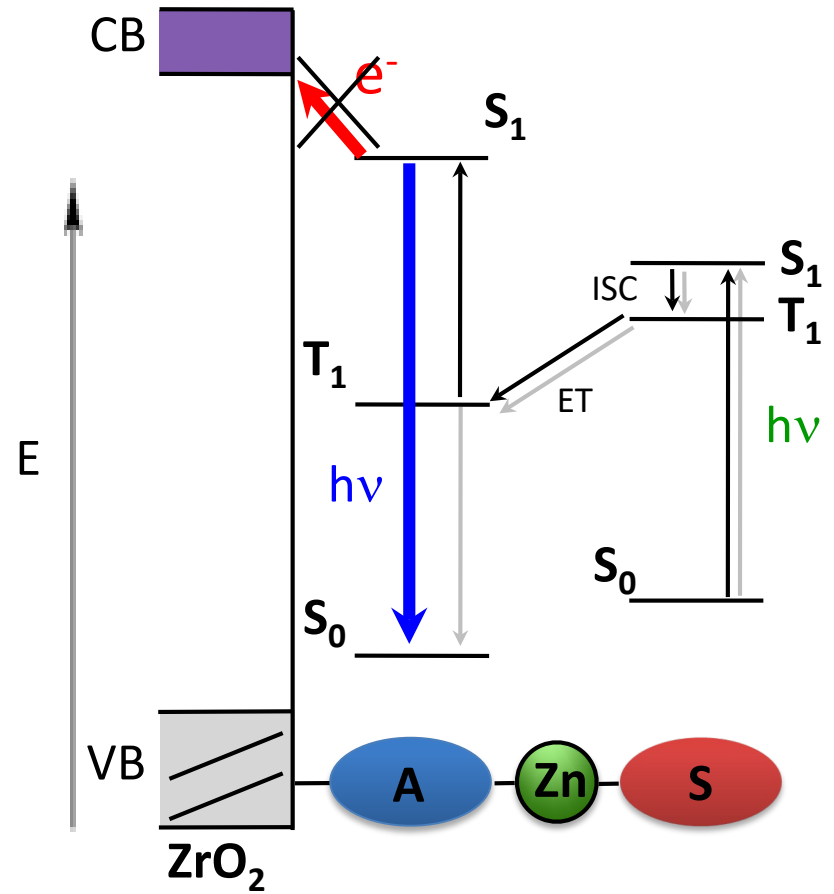 CB
e⁻
S₁
S₁
ISC
T₁
T₁
ET
hν
E
hν
S₀
S₀
VB
A
Zn
S
ZrO₂